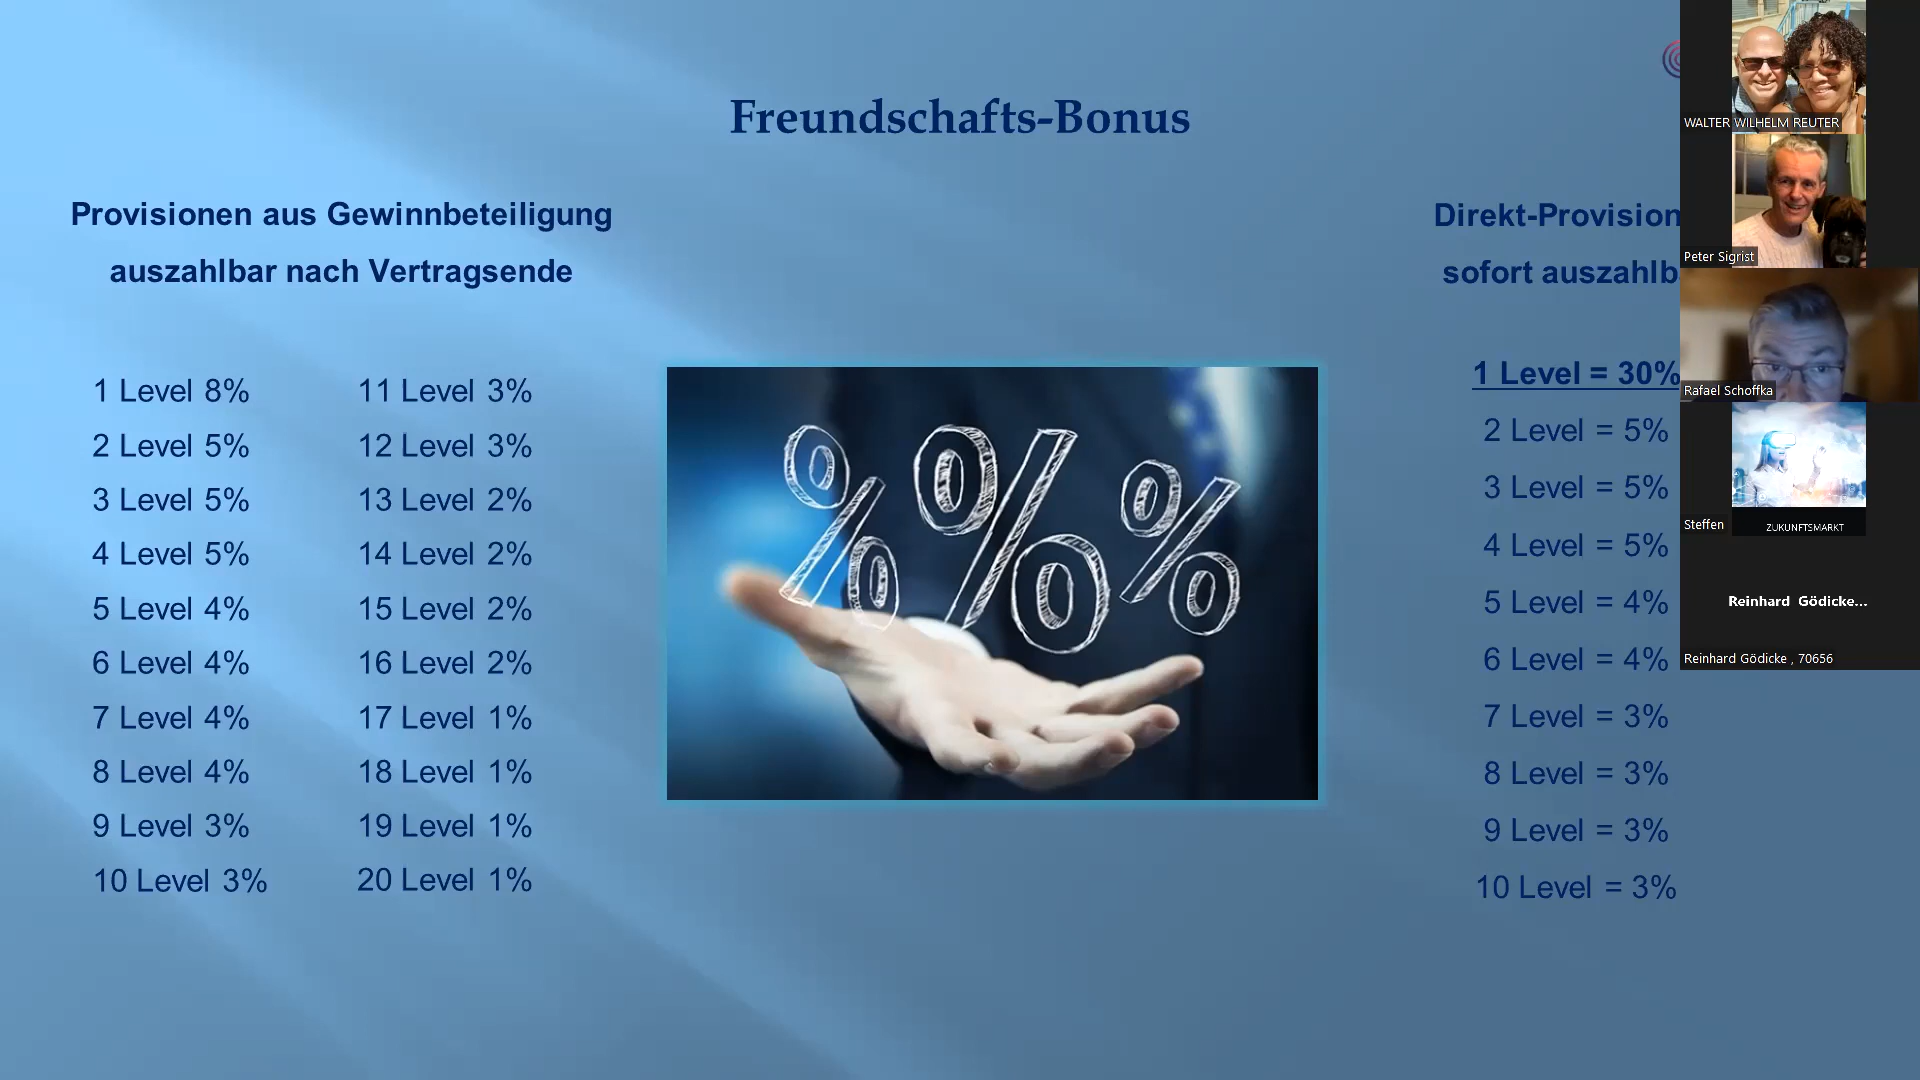 Freundschafts-Bonus
Provisionen aus Gewinnbeteiligung
auszahlbar nach Vertragsende
1 Level 8%
2 Level 5%
3 Level 5%
4 Level 5%
5 Level 4%
6 Level 4%
7 Level 4%
8 Level 4%
9 Level 3%
10 Level 3%
11 Level 3%
12 Level 3%
13 Level 2%
14 Level 2%
15 Level 2%
16 Level 2%
17 Level 1%
18 Level 1%
19 Level 1%
20 Level 1%
% % %
Direkt-Provision
sofort auszahlb
1 Level = 30%
2 Level = 5%
3 Level = 5%
4 Level = 5%
5 Level = 4%
6 Level = 4%
7 Level = 3%
8 Level = 3%
9 Level = 3%
10 Level = 3%
WALTER WILHELM REUTER
Peter Sigrist
Rafael Schoffka
Steffen
ZUKUNFTSMARKT
Reinhard Gödicke...
Reinhard Gödicke , 70656